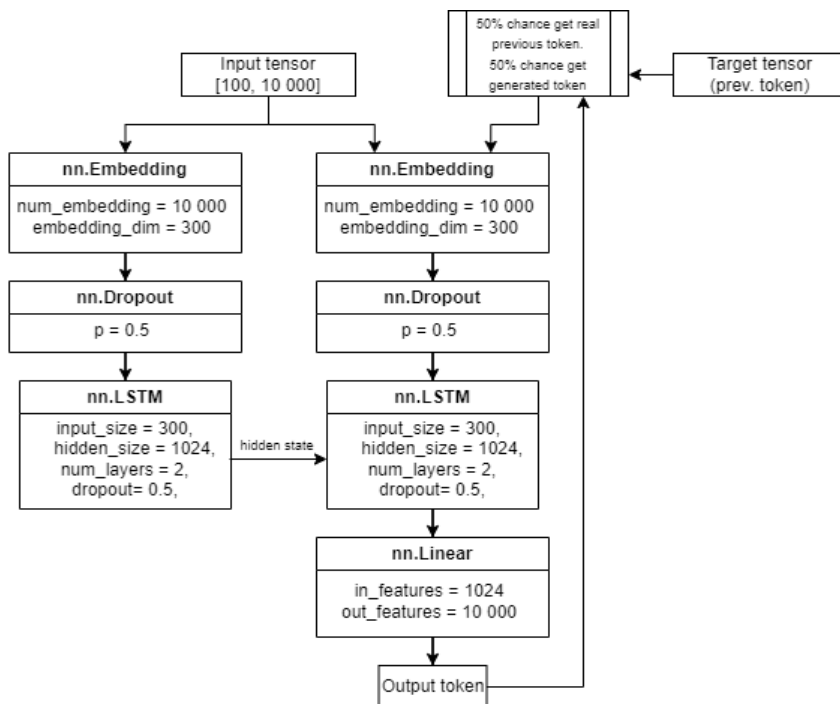 50% chance get real
previous token.
50% chance get
generated token
Input tensor
[100, 10 000]
Target tensor
(prev. token)
nn.Embedding
num_embedding = 10 000
embedding_dim = 300
nn.Embedding
num_embedding = 10 000
embedding_dim = 300
nn.Dropout
p = 0.5
nn.Dropout
p = 0.5
nn.LSTM
input_size = 300,
hidden_size = 1024,
num_layers = 2,
dropout= 0.5,
hidden state
nn.LSTM
input_size = 300,
hidden_size = 1024,
num_layers = 2,
dropout= 0.5,
nn.Linear
in_features = 1024
out_features = 10 000
Output token